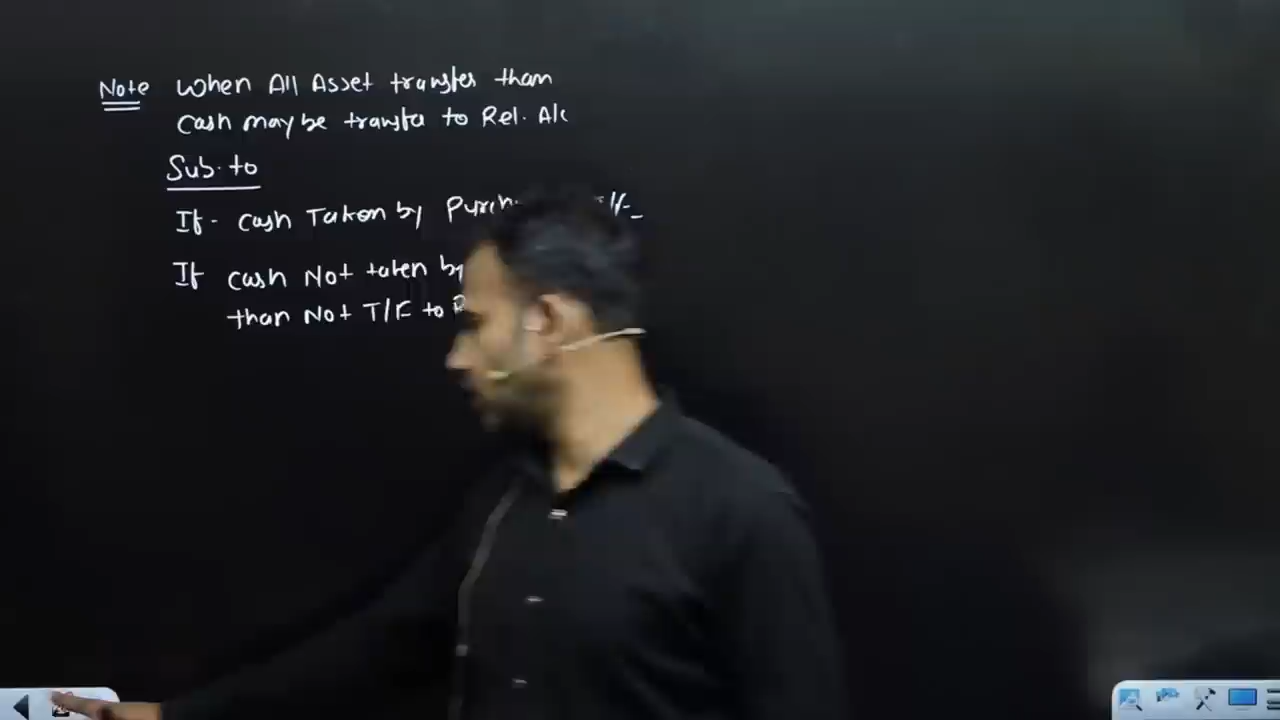 Note When All Asset transfer than
Cash may be transfe to Rel. A/c
Sub. to
If - Cash Taken by
If Cash Not taken by
than Not T/F to